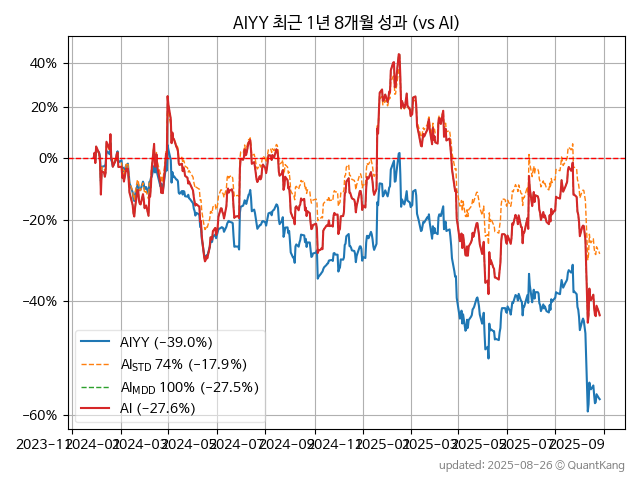 AIYY 최근 1년 8개월 성과 (vs AI)
40%
20%
0%
−20%
−40%
−60%
AIYY (−39.0%)
AI_STD 74% (−17.9%)
AI_MDD 100% (−27.5%)
AI (−27.6%)
2023−11 2024−01 2024−03 2024−05 2024−07 2024−09 2024−11 2025−01 2025−03 2025−05 2025−07 2025−09
updated: 2025−08−26 © QuantKang